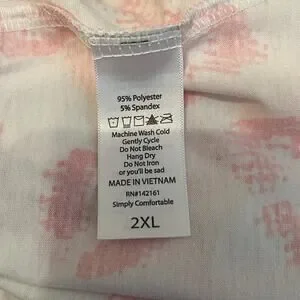 95% Polyester
5% Spandex
Machine Wash Cold
Gently Cycle
Do Not Bleach
Hang Dry
Do Not Iron
or you'll be sad
MADE IN VIETNAM
RN#142161
Simply Comfortable
2XL